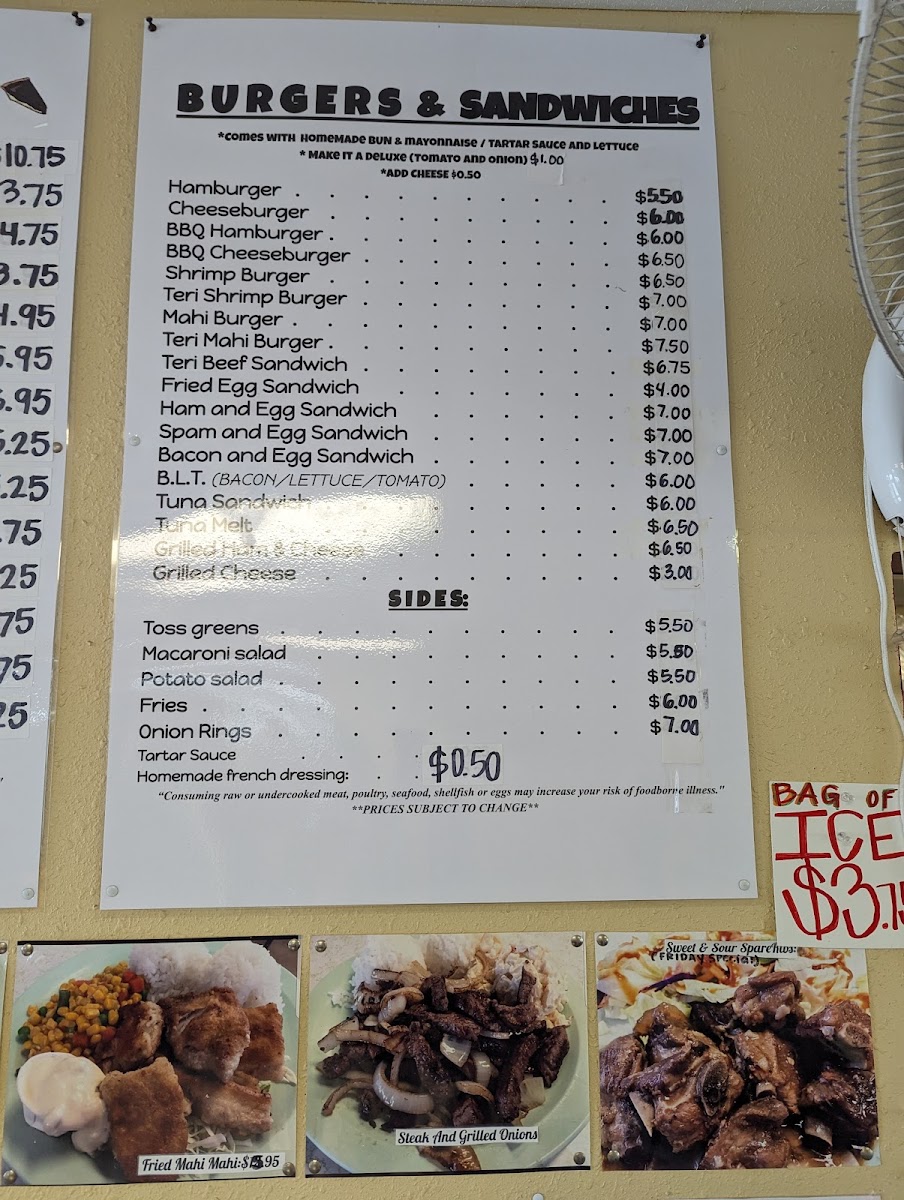 10.75
3.75
4.75
3.75
4.95
.95
.95
.25
.25
.75
25
75
75
25
BURGERS & SANDWICHES
*COMES WITH HOMEMADE BUN & MAYONNAISE / TARTAR SAUCE AND LETTUCE
* MAKE IT A DELUXE (TOMATO AND ONION) $1.00
*ADD CHEESE $0.50
Hamburger . . . . . . . . . . . $5.50
Cheeseburger . . . . . . . . . . $6.00
BBQ Hamburger . . . . . . . . . . $6.00
BBQ Cheeseburger . . . . . . . . . $6.50
Shrimp Burger . . . . . . . . . . $6.50
Teri Shrimp Burger . . . . . . . . . $7.00
Mahi Burger . . . . . . . . . . . $7.00
Teri Mahi Burger . . . . . . . . . . $7.50
Teri Beef Sandwich . . . . . . . . . $6.75
Fried Egg Sandwich . . . . . . . . $4.00
Ham and Egg Sandwich . . . . . . . $7.00
Spam and Egg Sandwich . . . . . . . $7.00
Bacon and Egg Sandwich . . . . . . . $7.00
B.L.T. (BACON/LETTUCE/TOMATO) . . . . . . $6.00
Tuna Sandwich . . . . . . . . . $6.00
Tuna Melt . . . . . . . . . . $6.50
Grilled Ham & Cheese . . . . . . . $6.50
Grilled Cheese . . . . . . . . . $3.00
SIDES:
Toss greens . . . . . . . . . . $5.50
Macaroni salad . . . . . . . . . $5.50
Potato salad . . . . . . . . . . $5.50
Fries . . . . . . . . . . . . $6.00
Onion Rings . . . . . . . . . . $7.00
Tartar Sauce . . . .
Homemade french dressing: . . $0.50
"Consuming raw or undercooked meat, poultry, seafood, shellfish or eggs may increase your risk of foodborne illness."
**PRICES SUBJECT TO CHANGE**
BAG OF
ICE
$3.75
Fried Mahi Mahi:$ .95
Steak And Grilled Onions
Sweet & Sour Spareribs:
(FRIDAY SPECIAL)